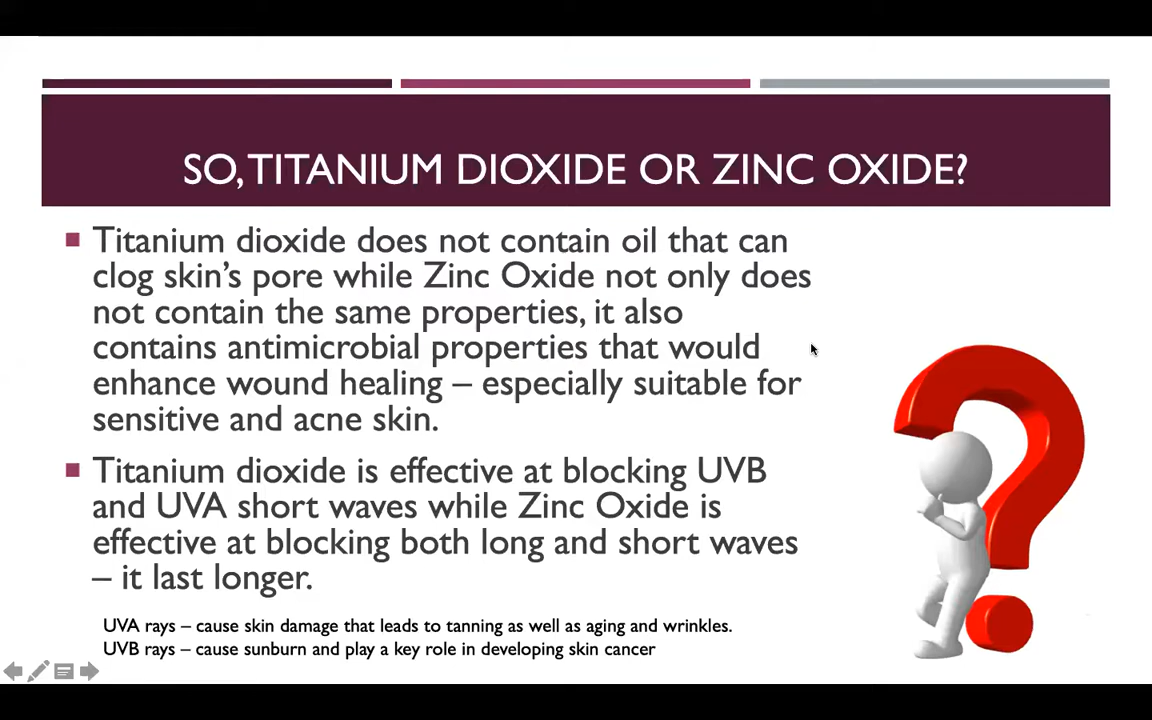 SO, TITANIUM DIOXIDE OR ZINC OXIDE?
Titanium dioxide does not contain oil that can
clog skin's pore while Zinc Oxide not only does
not contain the same properties, it also
contains antimicrobial properties that would
enhance wound healing – especially suitable for
sensitive and acne skin.
Titanium dioxide is effective at blocking UVB
and UVA short waves while Zinc Oxide is
effective at blocking both long and short waves
– it last longer.
UVA rays – cause skin damage that leads to tanning as well as aging and wrinkles.
UVB rays – cause sunburn and play a key role in developing skin cancer